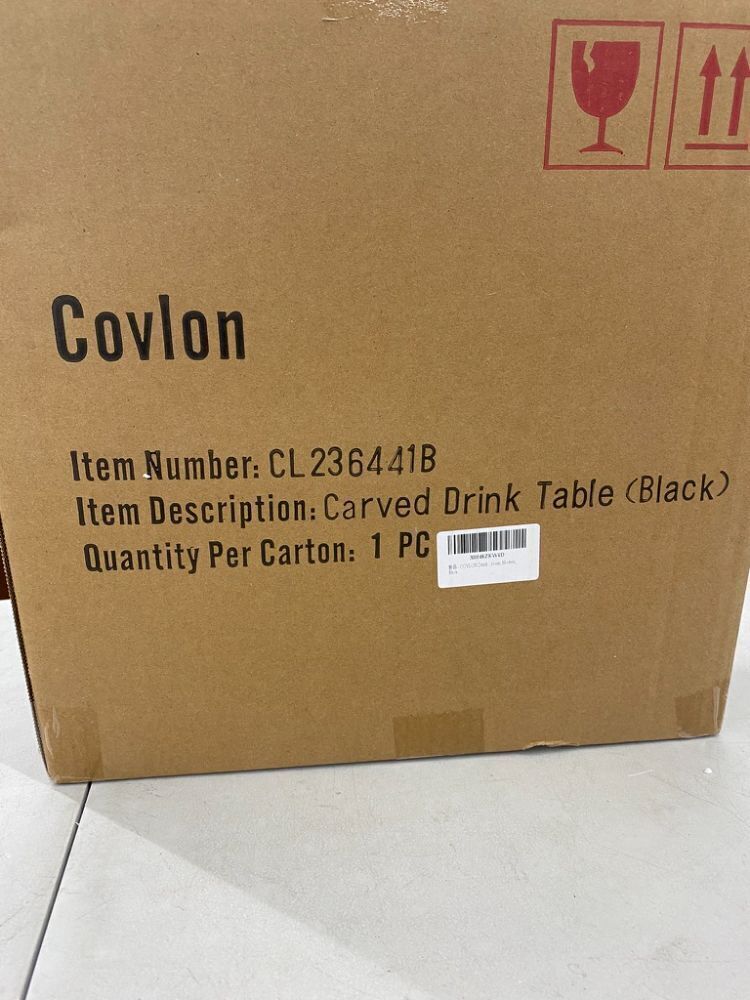 Covlon
Item Number: CL236441B
Item Description: Carved Drink Table (Black)
Quantity Per Carton: 1 PC